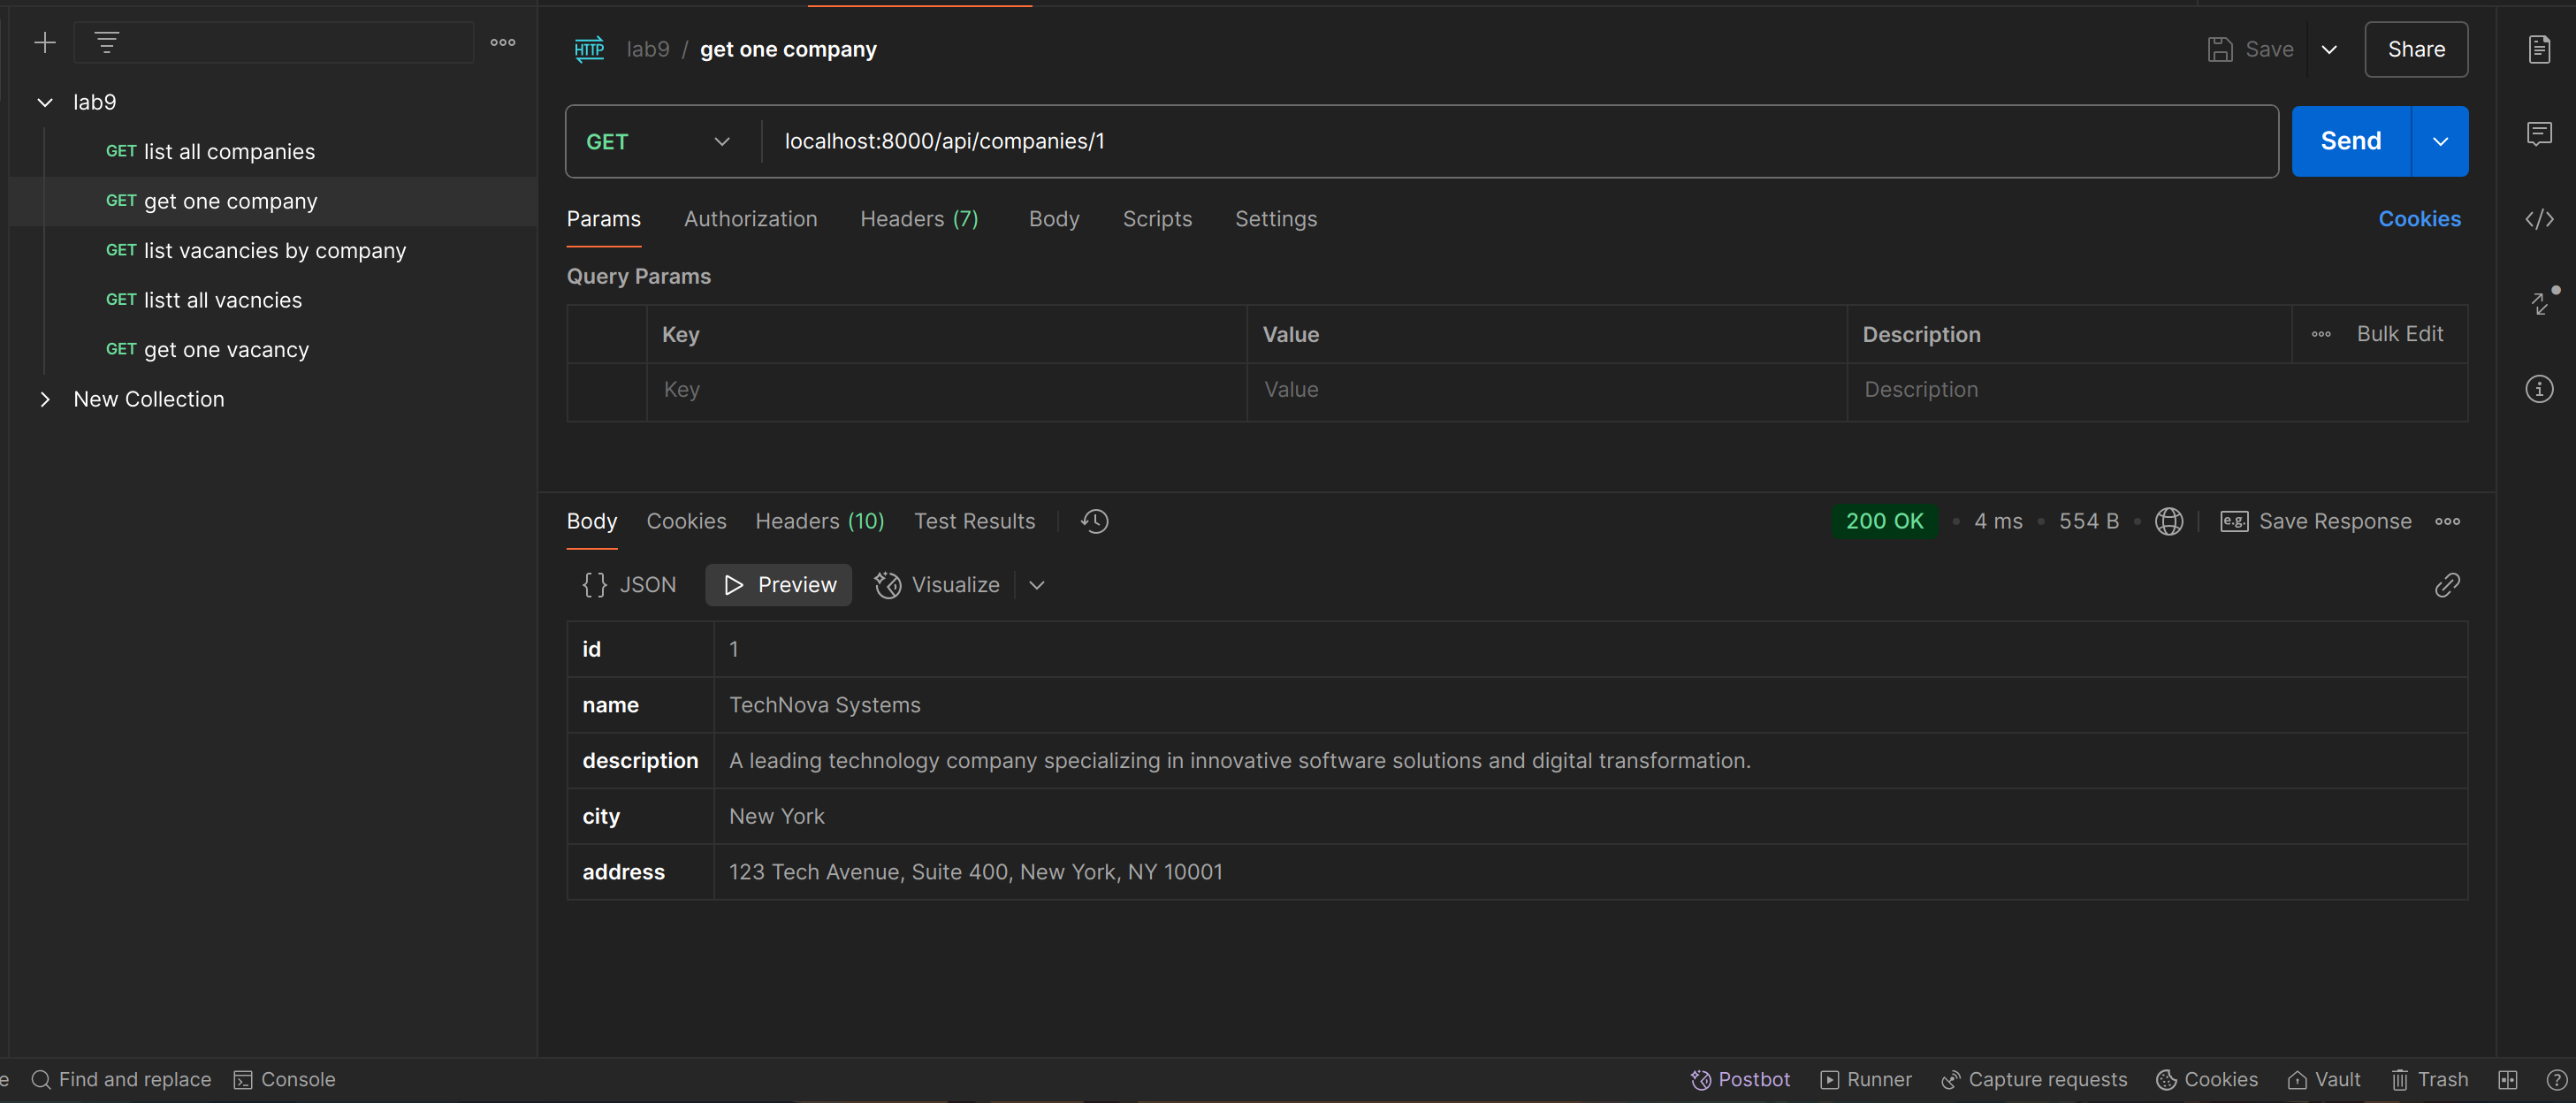 HTTP lab9 / get one company Save Share
lab9
GET list all companies
GET get one company
GET list vacancies by company
GET listt all vacncies
GET get one vacancy
New Collection
GET localhost:8000/api/companies/1 Send
Params Authorization Headers (7) Body Scripts Settings Cookies
Query Params
Key Value Description Bulk Edit
Key Value Description
Body Cookies Headers (10) Test Results 200 OK • 4 ms • 554 B • e.g. Save Response
{} JSON Preview Visualize
id 1
name TechNova Systems
description A leading technology company specializing in innovative software solutions and digital transformation.
city New York
address 123 Tech Avenue, Suite 400, New York, NY 10001
e Find and replace Console Postbot Runner Capture requests Cookies Vault Trash